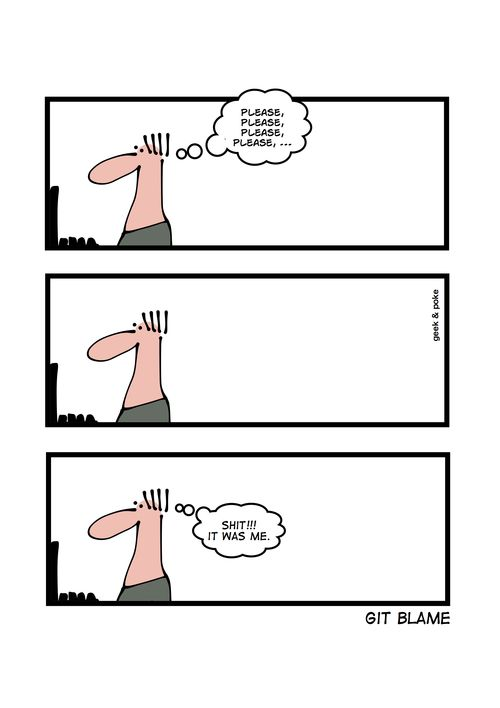 PLEASE,
PLEASE,
PLEASE,
PLEASE, ...
geek & poke
SHIT!!!
IT WAS ME.
GIT BLAME